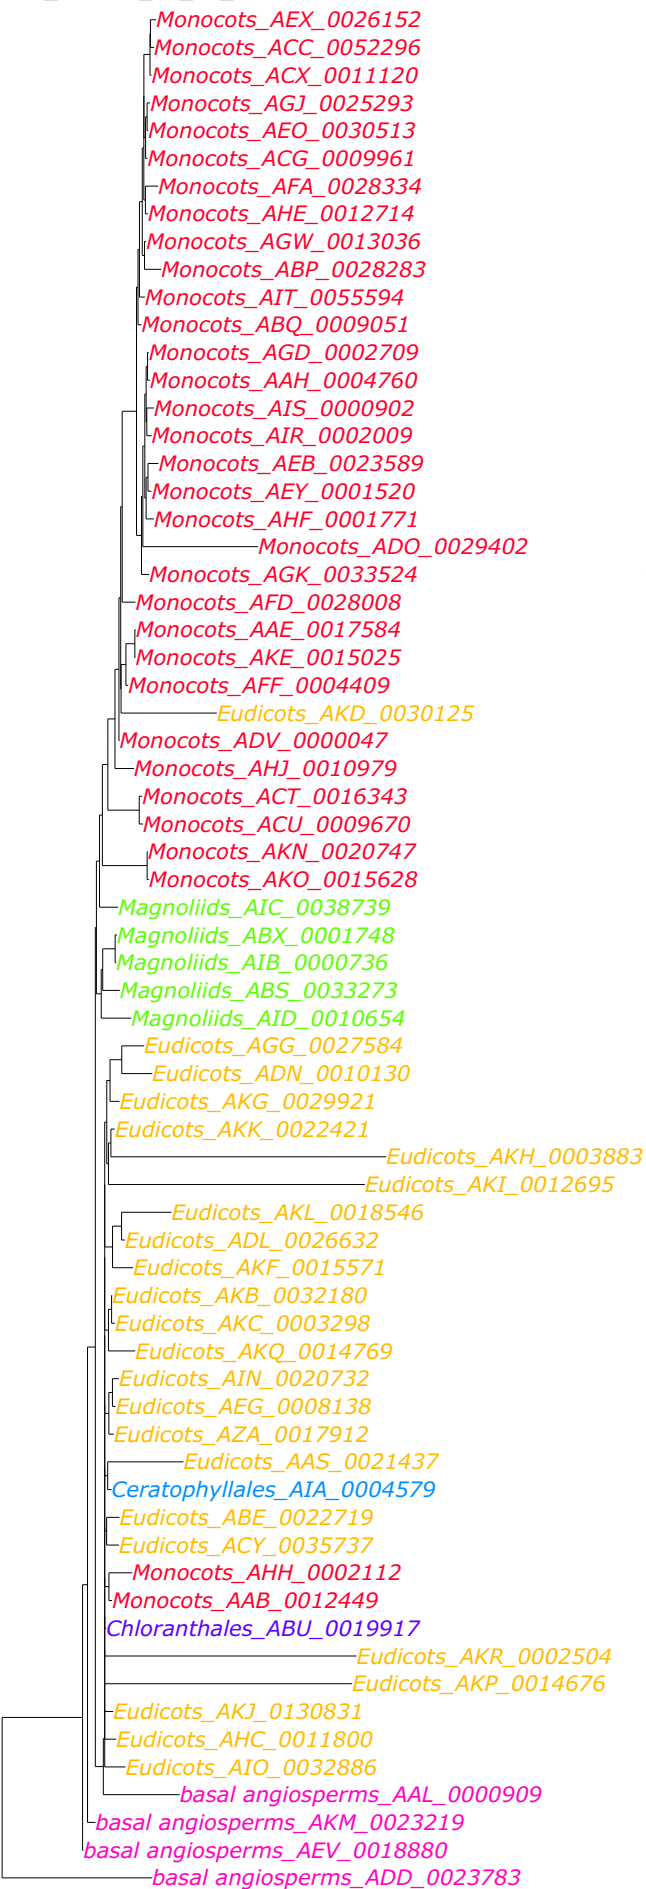 Monocots_AEX_0026152
Monocots_ACC_0052296
Monocots_ACX_0011120
Monocots_AGJ_0025293
Monocots_AEO_0030513
Monocots_ACG_0009961
Monocots_AFA_0028334
Monocots_AHE_0012714
Monocots_AGW_0013036
Monocots_ABP_0028283
Monocots_AIT_0055594
Monocots_ABQ_0009051
Monocots_AGD_0002709
Monocots_AAH_0004760
Monocots_AIS_0000902
Monocots_AIR_0002009
Monocots_AEB_0023589
Monocots_AEY_0001520
Monocots_AHF_0001771
Monocots_ADO_0029402
Monocots_AGK_0033524
Monocots_AFD_0028008
Monocots_AAE_0017584
Monocots_AKE_0015025
Monocots_AFF_0004409
Eudicots_AKD_0030125
Monocots_ADV_0000047
Monocots_AHJ_0010979
Monocots_ACT_0016343
Monocots_ACU_0009670
Monocots_AKN_0020747
Monocots_AKO_0015628
Magnoliids_AIC_0038739
Magnoliids_ABX_0001748
Magnoliids_AIB_0000736
Magnoliids_ABS_0033273
Magnoliids_AID_0010654
Eudicots_AGG_0027584
Eudicots_ADN_0010130
Eudicots_AKG_0029921
Eudicots_AKK_0022421
Eudicots_AKH_0003883
Eudicots_AKI_0012695
Eudicots_AKL_0018546
Eudicots_ADL_0026632
Eudicots_AKF_0015571
Eudicots_AKB_0032180
Eudicots_AKC_0003298
Eudicots_AKQ_0014769
Eudicots_AIN_0020732
Eudicots_AEG_0008138
Eudicots_AZA_0017912
Eudicots_AAS_0021437
Ceratophyllales_AIA_0004579
Eudicots_ABE_0022719
Eudicots_ACY_0035737
Monocots_AHH_0002112
Monocots_AAB_0012449
Chloranthales_ABU_0019917
Eudicots_AKR_0002504
Eudicots_AKP_0014676
Eudicots_AKJ_0130831
Eudicots_AHC_0011800
Eudicots_AIO_0032886
basal angiosperms_AAL_0000909
basal angiosperms_AKM_0023219
basal angiosperms_AEV_0018880
basal angiosperms_ADD_0023783